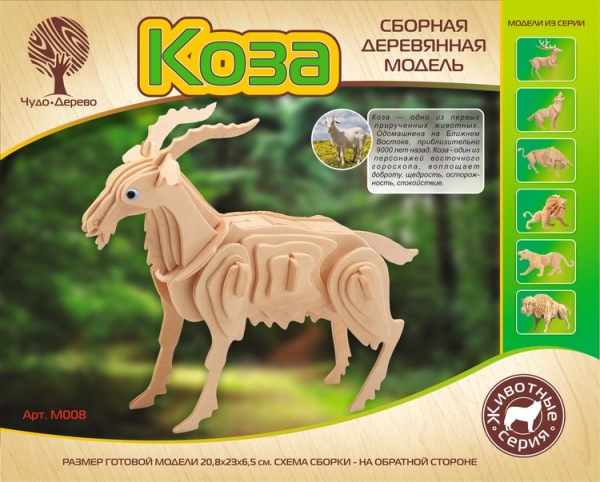 Чудо•Дерево
Коза
СБОРНАЯ
ДЕРЕВЯННАЯ
МОДЕЛЬ
МОДЕЛИ ИЗ СЕРИИ
Коза — одно из первых
прирученных животных.
Одомашнена на Ближнем
Востоке, приблизительно
9000 лет назад. Коза - один из
персонажей восточного
гороскопа, воплощает
доброту, щедрость, осторож-
ность, спокойствие.
Арт. М008
• Животные •
серия
РАЗМЕР ГОТОВОЙ МОДЕЛИ 20,8х23х6,5 см. СХЕМА СБОРКИ - НА ОБРАТНОЙ СТОРОНЕ